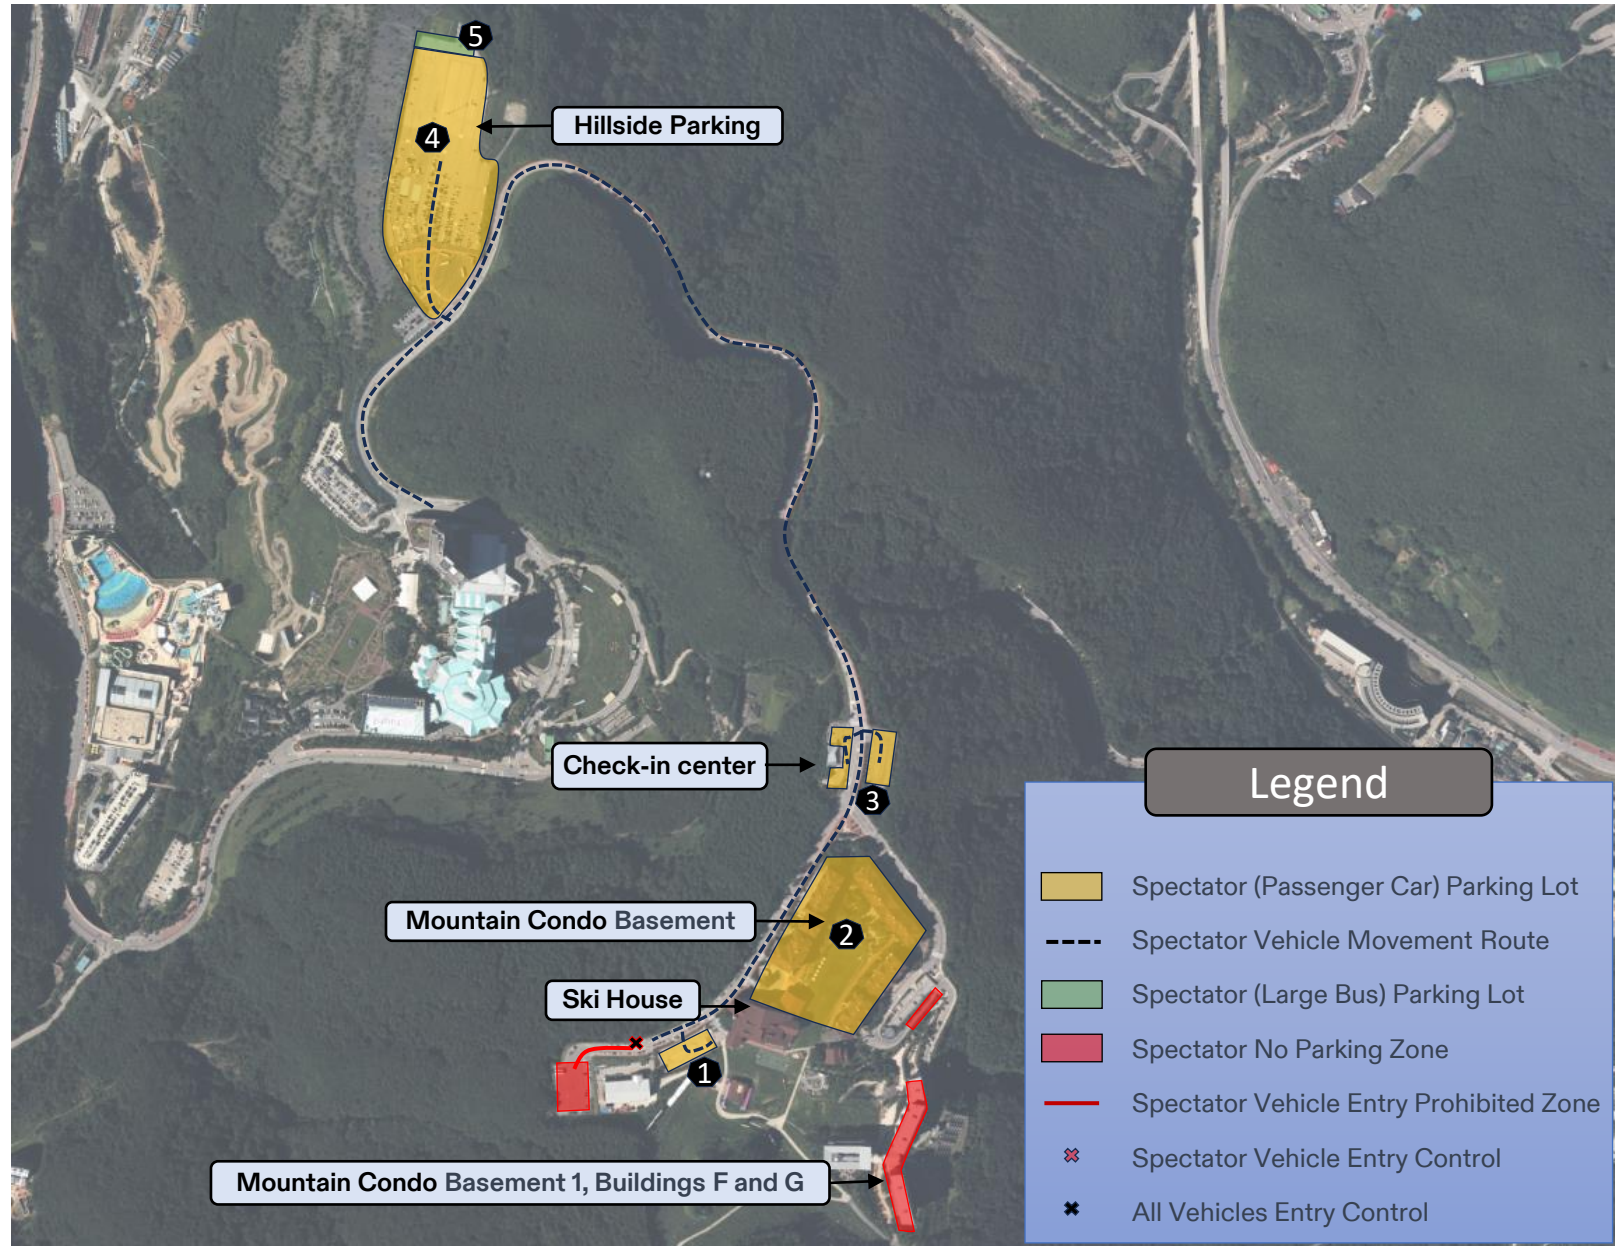 5
Hillside Parking
4
Check-in center
3
Mountain Condo Basement
2
Ski House
1
Mountain Condo Basement 1, Buildings F and G
Legend
Spectator (Passenger Car) Parking Lot
Spectator Vehicle Movement Route
Spectator (Large Bus) Parking Lot
Spectator No Parking Zone
Spectator Vehicle Entry Prohibited Zone
Spectator Vehicle Entry Control
All Vehicles Entry Control